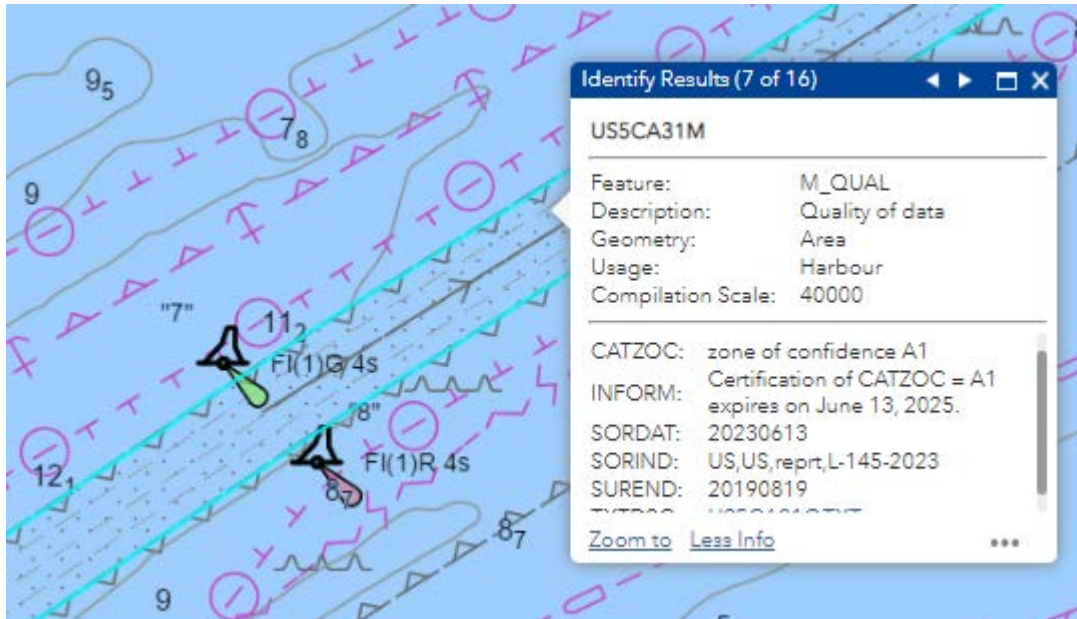 9₅
7₈
9
"7"
11₂
Fl(1)G 4s
"8"
Fl(1)R 4s
12₁
8₇
8₇
9
Identify Results (7 of 16)
US5CA31M
Feature: M_QUAL
Description: Quality of data
Geometry: Area
Usage: Harbour
Compilation Scale: 40000
CATZOC: zone of confidence A1
INFORM: Certification of CATZOC = A1
expires on June 13, 2025.
SORDAT: 20230613
SORIND: US,US,reprt,L-145-2023
SUREND: 20190819
Zoom to Less Info